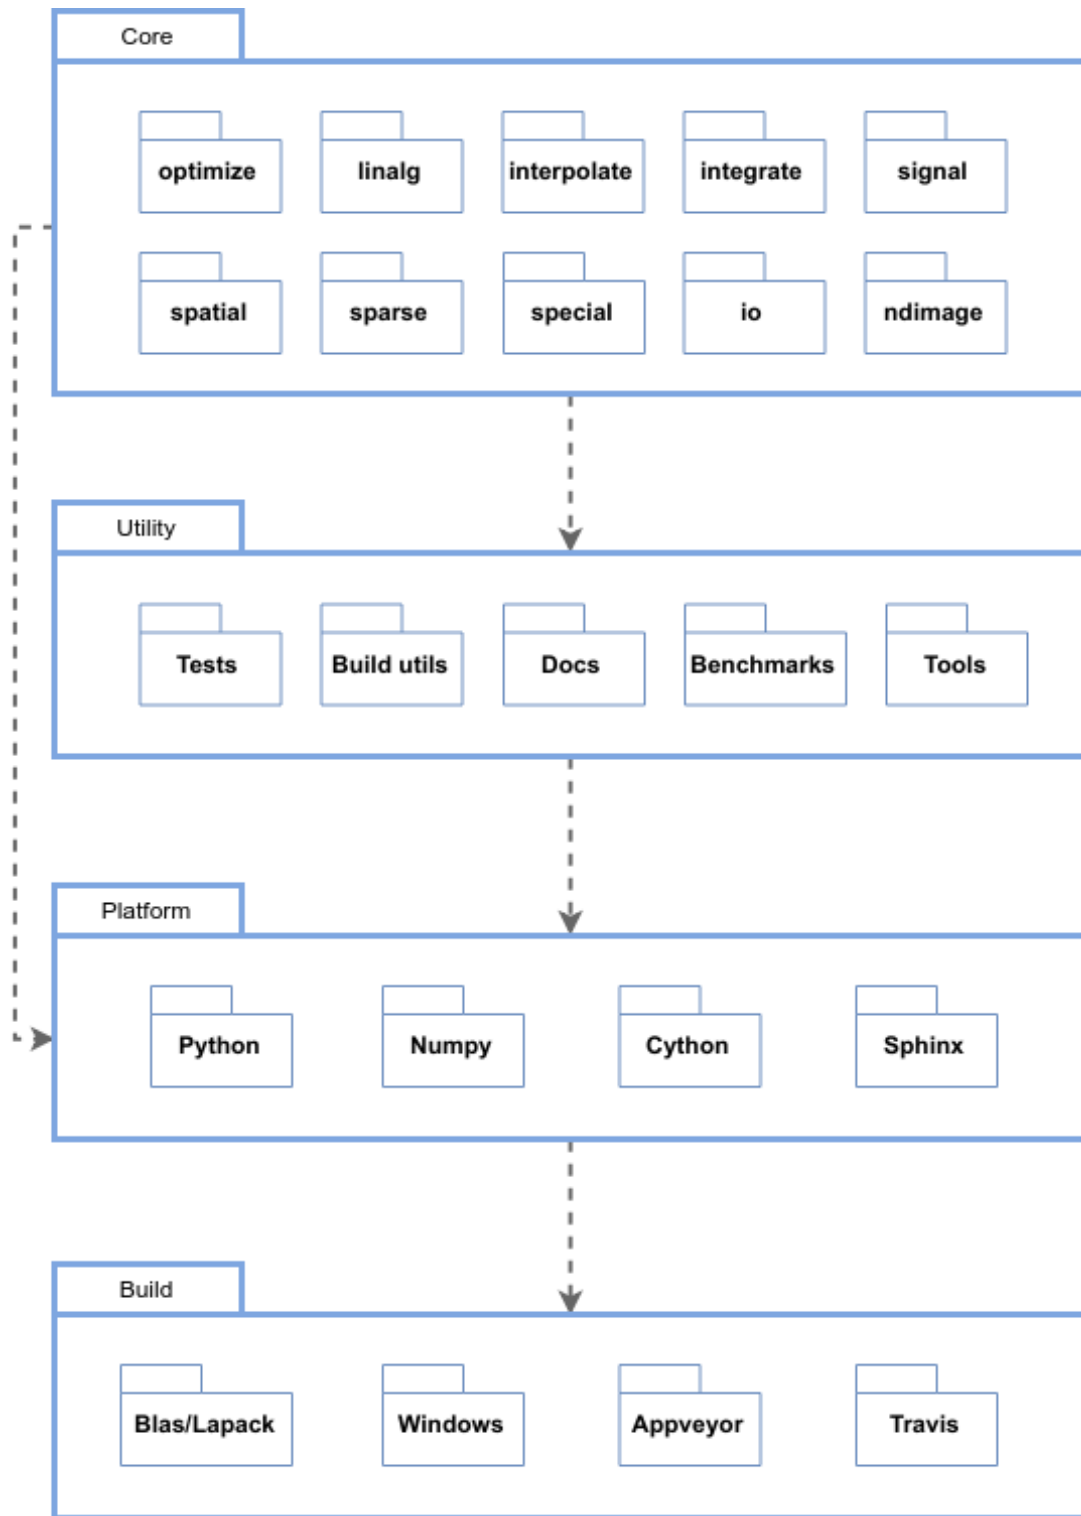 Core
optimize
linalg
interpolate
integrate
signal
spatial
sparse
special
io
ndimage
Utility
Tests
Build utils
Docs
Benchmarks
Tools
Platform
Python
Numpy
Cython
Sphinx
Build
Blas/Lapack
Windows
Appveyor
Travis